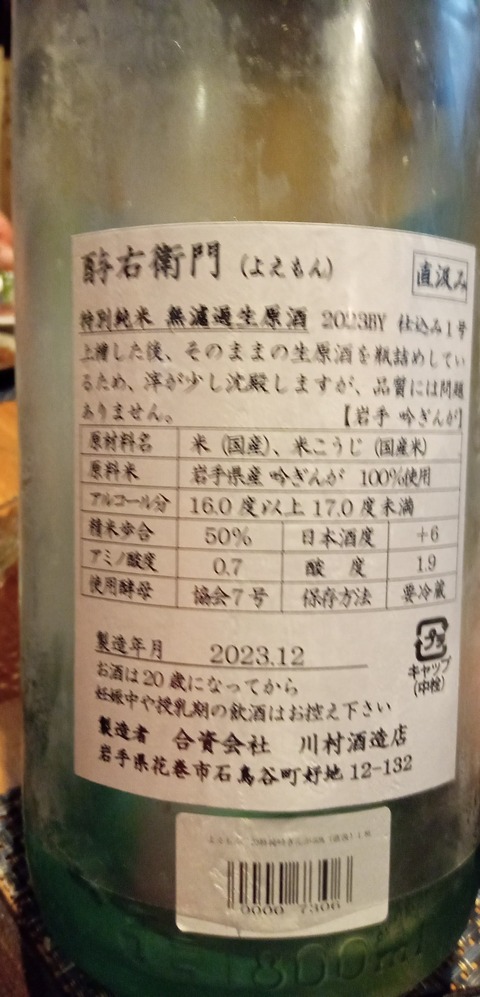 酉与右衛門 (よえもん)
直汲み
特別純米 無濾過生原酒 2023BY 仕込み1号
上槽した後、そのままの生原酒を瓶詰めしてい
るため、滓が少し沈殿しますが、品質には問題
ありません。 【岩手 吟ぎんが】
原材料名 米(国産)、米こうじ(国産米)
原料米 岩手県産 吟ぎんが 100%使用
アルコール分 16.0度以上17.0度未満
精米歩合 50% 日本酒度 +6
アミノ酸度 0.7 酸 度 1.9
使用酵母 協会7号 保存方法 要冷蔵
製造年月 2023.12
プラ
キャップ
(中栓)
お酒は20歳になってから
妊娠中や授乳期の飲酒はお控え下さい
製造者 合資会社 川村酒造店
岩手県花巻市石鳥谷町好地12-132
0000 7306
1800ml